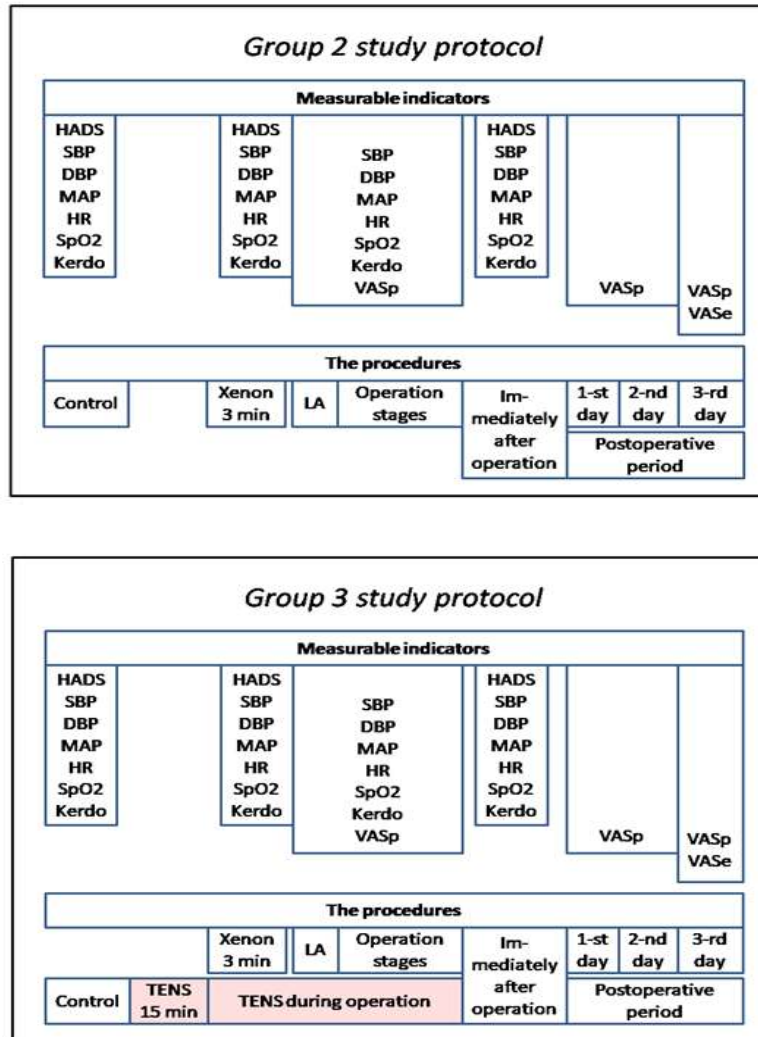 Group 2 study protocol
Measurable indicators
HADS
SBP
DBP
MAP
HR
SpO2
Kerdo
HADS
SBP
DBP
MAP
HR
SpO2
Kerdo
SBP
DBP
MAP
HR
SpO2
Kerdo
VASp
HADS
SBP
DBP
MAP
HR
SpO2
Kerdo
VASp
VASp
VASe
The procedures
Control
Xenon
3 min
LA
Operation
stages
Im-
mediately
after
operation
1-st
day
2-nd
day
3-rd
day
Postoperative
period
Group 3 study protocol
Measurable indicators
HADS
SBP
DBP
MAP
HR
SpO2
Kerdo
HADS
SBP
DBP
MAP
HR
SpO2
Kerdo
SBP
DBP
MAP
HR
SpO2
Kerdo
VASp
HADS
SBP
DBP
MAP
HR
SpO2
Kerdo
VASp
VASp
VASe
The procedures
Xenon
3 min
LA
Operation
stages
Im-
mediately
after
operation
1-st
day
2-nd
day
3-rd
day
Control
TENS
15 min
TENS during operation
Postoperative
period